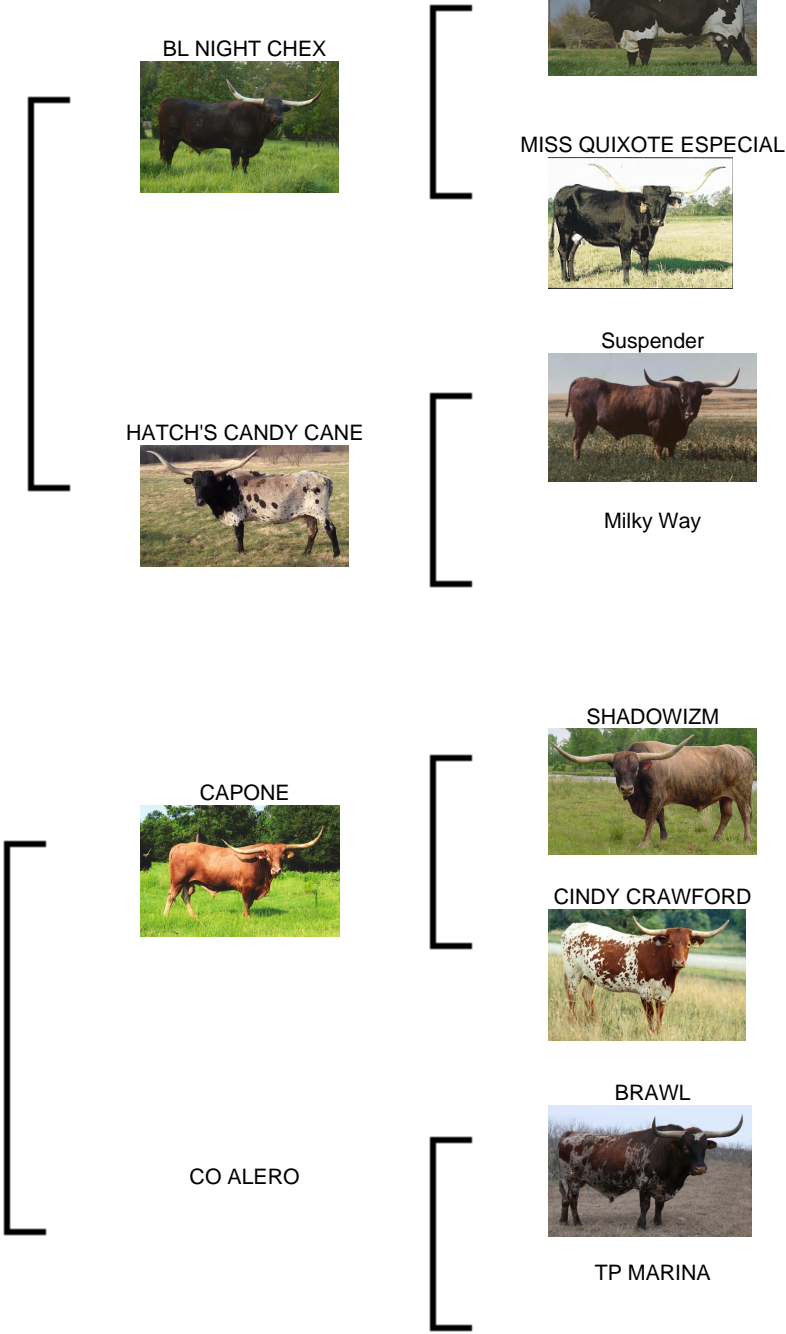 BL NIGHT CHEX
MISS QUIXOTE ESPECIAL
Suspender
HATCH'S CANDY CANE
Milky Way
SHADOWIZM
CAPONE
CINDY CRAWFORD
BRAWL
CO ALERO
TP MARINA